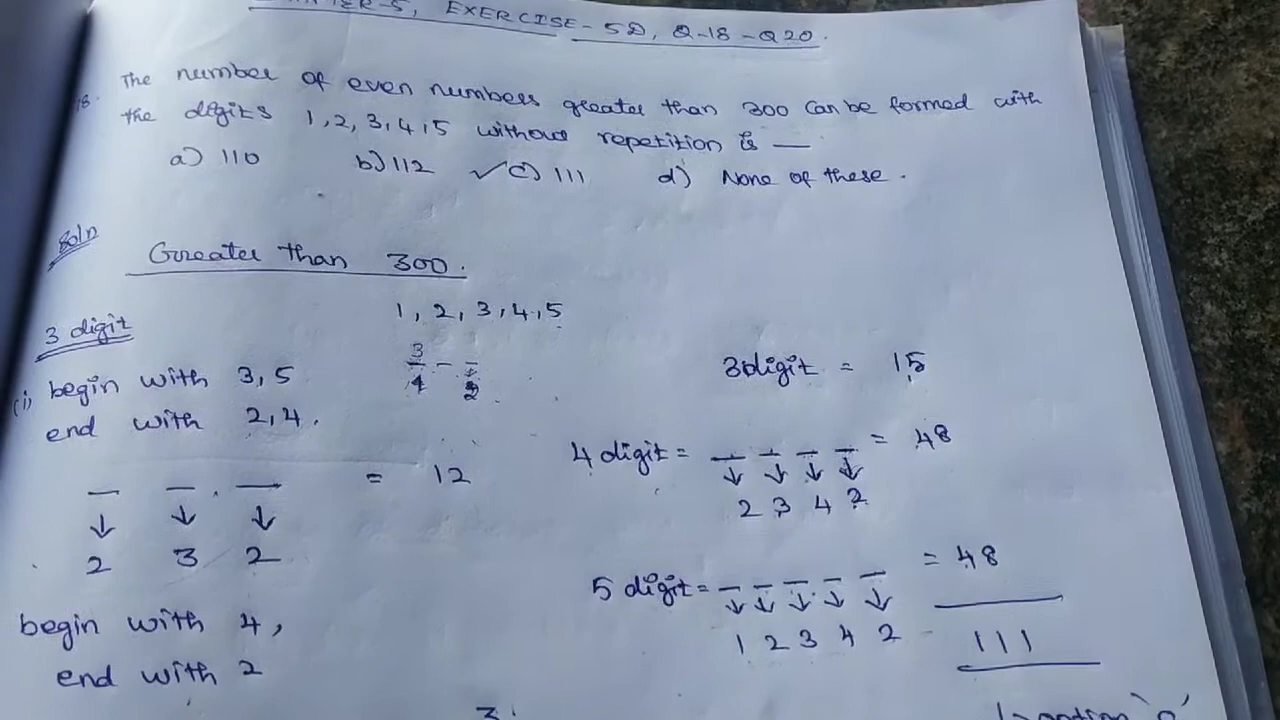 EXERCISE - 5D, Q-18 - Q20.
18. The number of even numbers greater than 300 can be formed with
the digits 1,2,3,4,5 without repetition is —
a) 110 b) 112 ✓c) 111 d) None of these.
Soln
Greater than 300.
1, 2, 3, 4, 5
3 digit
(i) begin with 3,5
end with 2,4.
= 12
2 3 2
begin with 4,
end with 2
3 digit = 15
4 digit = = 48
2 3 4 2
5 digit = = 48
1 2 3 4 2
111